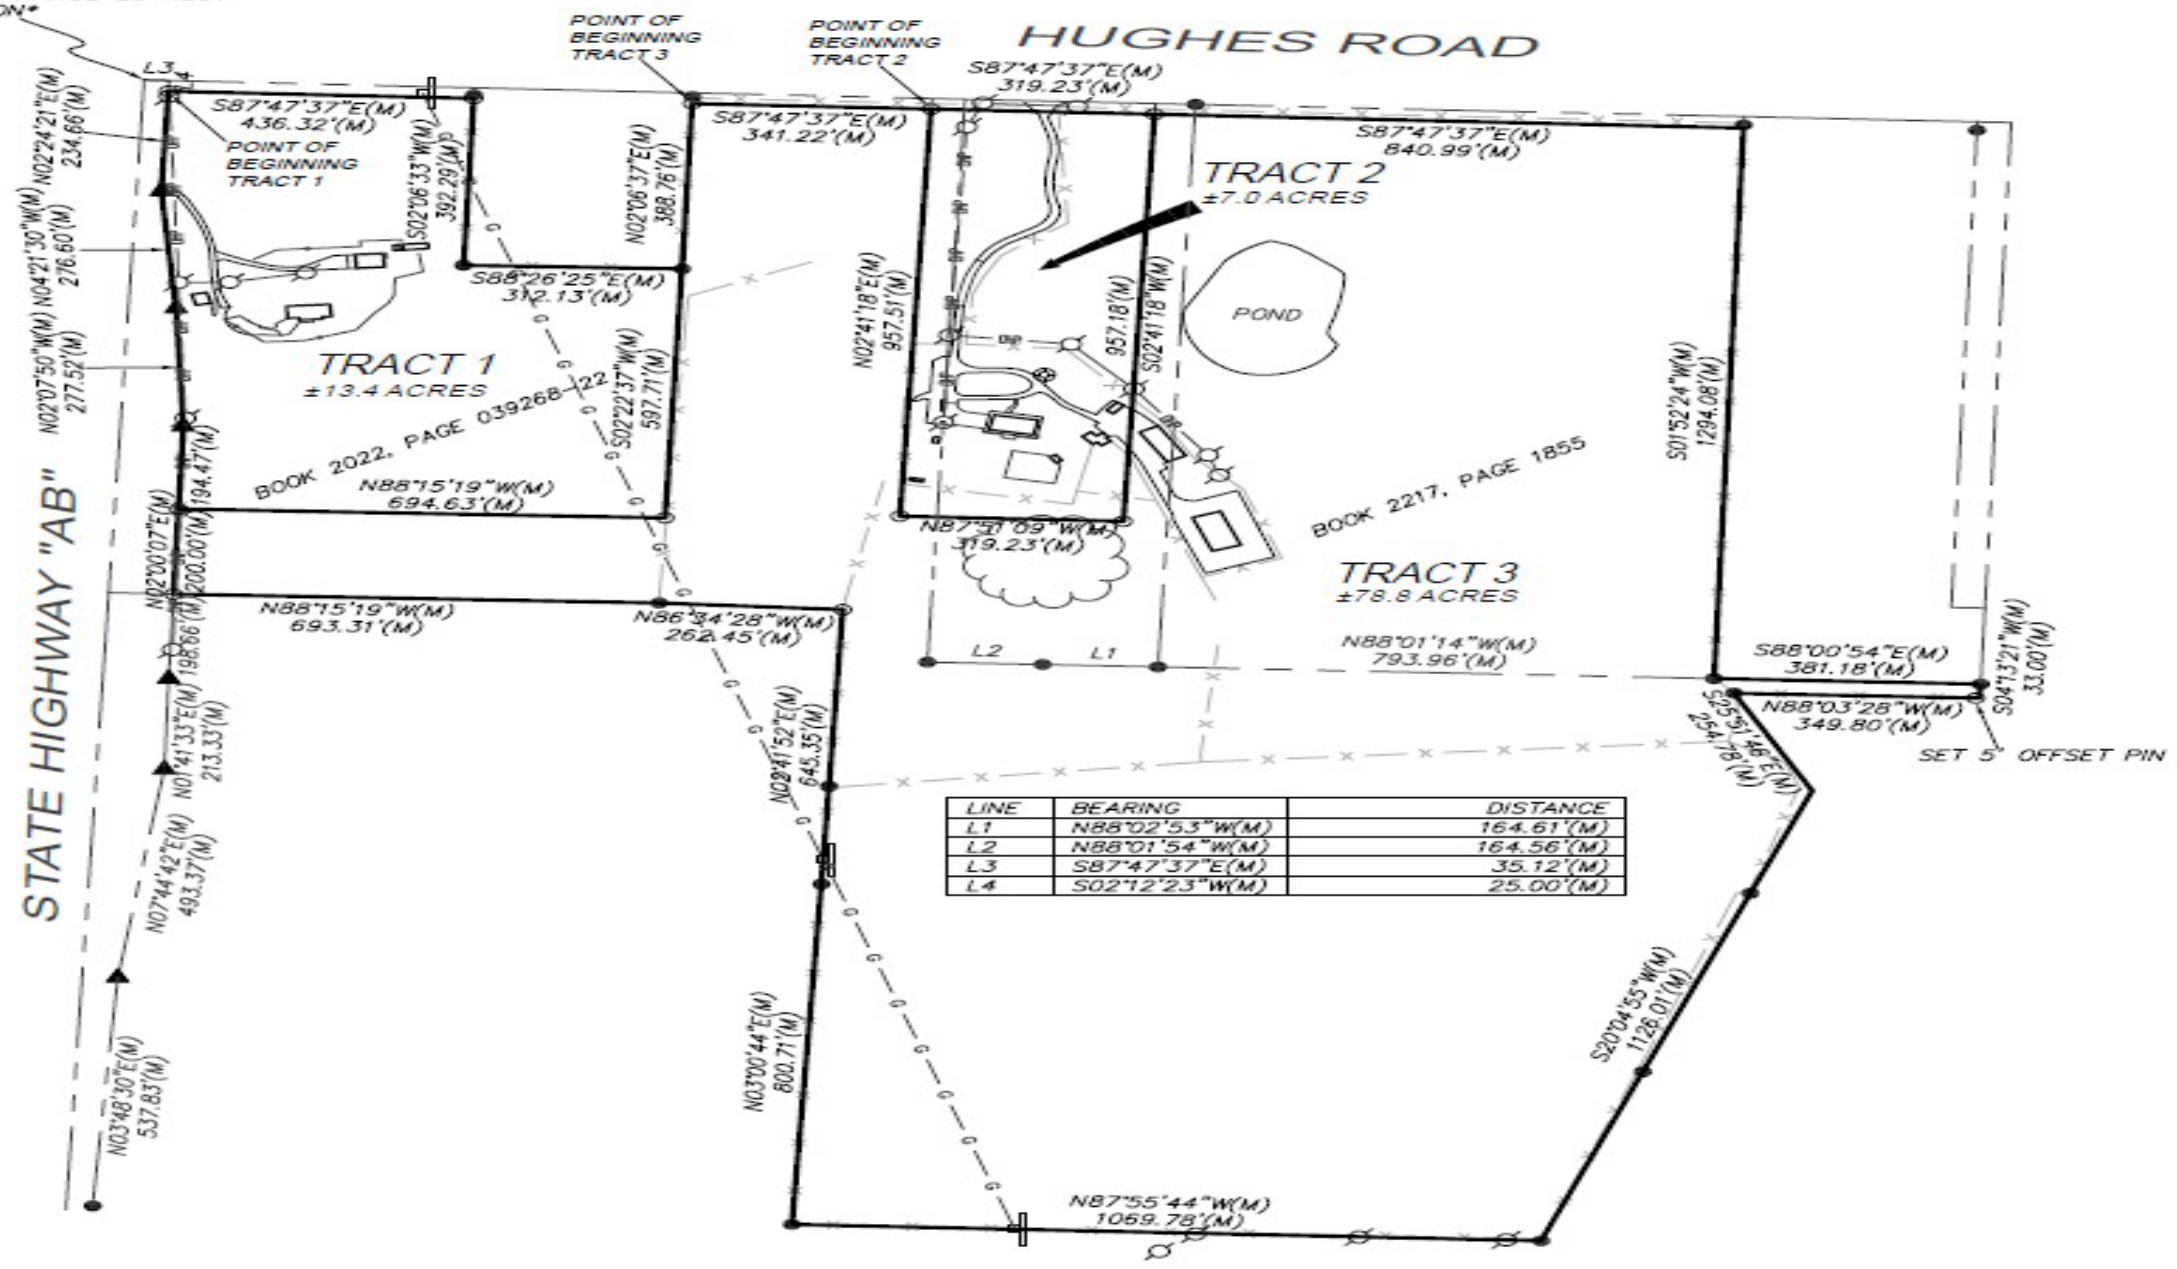 ON*
L3
POINT OF
BEGINNING
TRACT 3
POINT OF
BEGINNING
TRACT 2
HUGHES ROAD
S87°47'37"E(M)
319.23'(M)
S87°47'37"E(M)
436.32'(M)
POINT OF
BEGINNING
TRACT 1
S87°47'37"E(M)
341.22'(M)
S87°47'37"E(M)
840.99'(M)
N02°24'21"E(M)
234.66'(M)
N04°21'30"W(M)
276.60'(M)
N02°07'50"W(M)
277.52'(M)
S02°06'33"W(M)
392.29'(M)
N02°06'37"E(M)
388.76'(M)
S88°26'25"E(M)
312.13'(M)
TRACT 2
±7.0 ACRES
N02°41'18"E(M)
957.51'(M)
957.18'(M)
S02°41'18"W(M)
POND
TRACT 1
±13.4 ACRES
S02°22'37"W(M)
597.71'(M)
BOOK 2022, PAGE 039268-22
S01°52'24"W(M)
1294.08'(M)
194.47'(M)
N88°15'19"W(M)
694.63'(M)
BOOK 2217, PAGE 1855
STATE HIGHWAY "AB"
N02°00'07"E(M)
200.00'(M)
N87°51'09"W(M)
319.23'(M)
TRACT 3
±78.8 ACRES
N88°15'19"W(M)
693.31'(M)
N86°34'28"W(M)
262.45'(M)
L2
L1
N88°01'14"W(M)
793.96'(M)
S88°00'54"E(M)
381.18'(M)
S04°13'21"W(M)
33.00'(M)
198.66'(M)
N01°41'33"E(M)
213.33'(M)
N02°41'52"E(M)
645.35'(M)
S25°51'46"E(M)
254.78'(M)
N88°03'28"W(M)
349.80'(M)
SET 5' OFFSET PIN
LINE BEARING DISTANCE
L1 N88°02'53"W(M) 164.61'(M)
L2 N88°01'54"W(M) 164.56'(M)
L3 S87°47'37"E(M) 35.12'(M)
L4 S02°12'23"W(M) 25.00'(M)
N07°44'42"E(M)
493.37'(M)
N03°00'44"E(M)
800.71'(M)
S20°04'55"W(M)
1126.01'(M)
N03°48'30"E(M)
537.83'(M)
N87°55'44"W(M)
1069.78'(M)